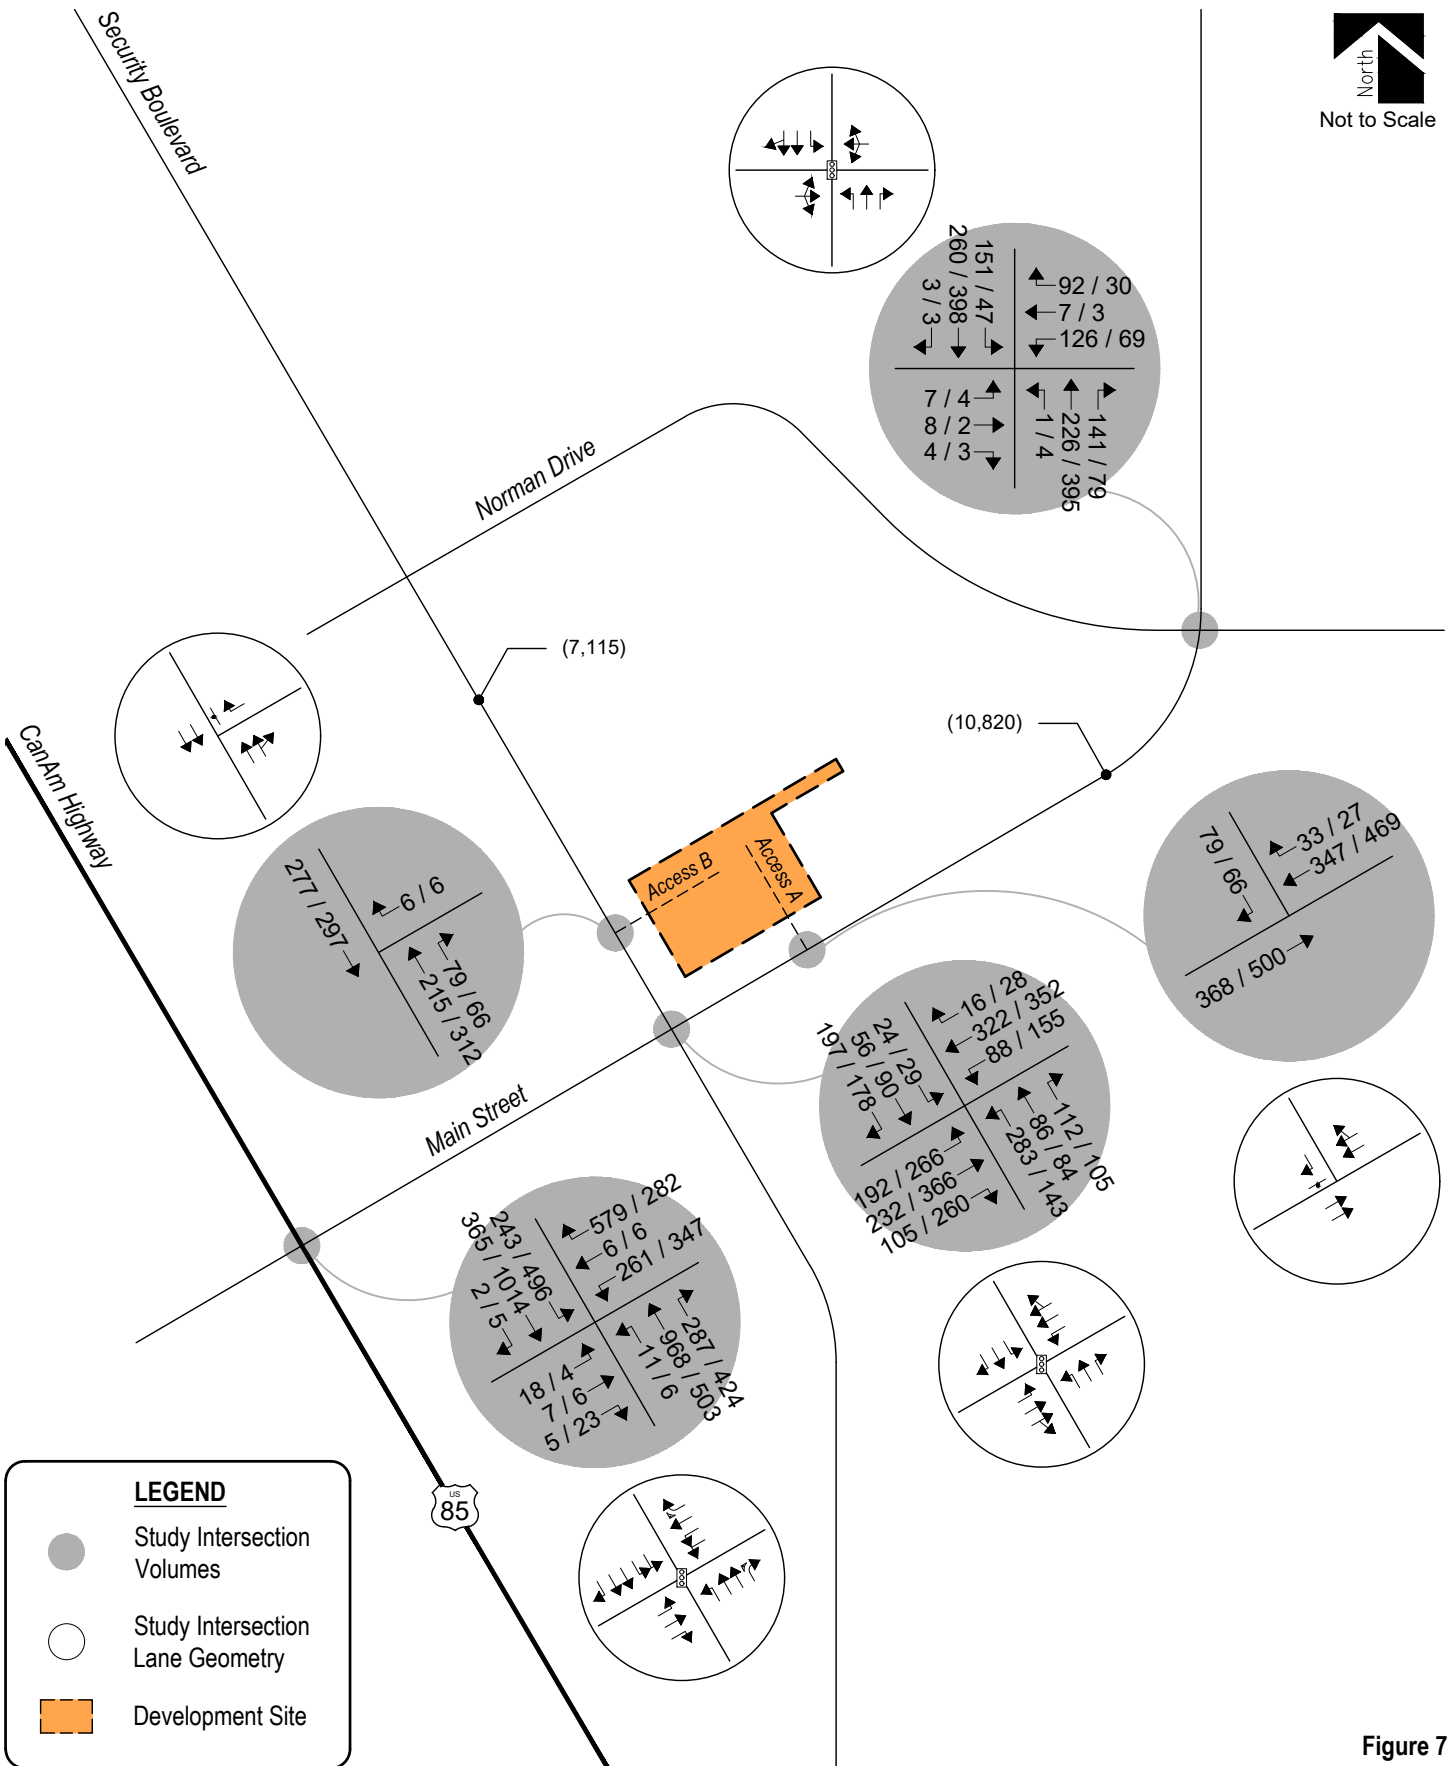 Security Boulevard
North
Not to Scale
151 / 47
260 / 398
3 / 3
92 / 30
7 / 3
126 / 69
7 / 4
8 / 2
4 / 3
1 / 4
226 / 395
141 / 79
Norman Drive
(7,115)
(10,820)
CanAm Highway
Access B
Access A
277 / 297
6 / 6
79 / 66
215 / 312
79 / 66
33 / 27
347 / 469
368 / 500
Main Street
24 / 29
56 / 90
197 / 178
16 / 28
322 / 352
88 / 155
192 / 266
232 / 366
105 / 260
112 / 105
86 / 84
283 / 143
243 / 496
365 / 1014
2 / 5
579 / 282
6 / 6
261 / 347
18 / 4
7 / 6
5 / 23
287 / 424
968 / 503
11 / 6
US
85
LEGEND
Study Intersection
Volumes
Study Intersection
Lane Geometry
Development Site
Figure 7